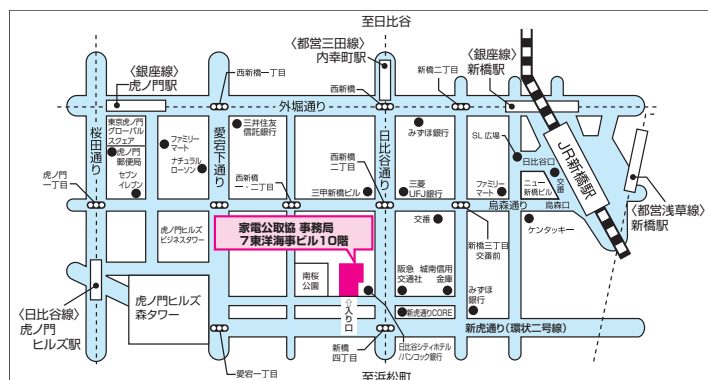 至日比谷
〈都営三田線〉
内幸町駅
〈銀座線〉
虎ノ門駅
西新橋一丁目
西新橋
新橋二丁目
〈銀座線〉
新橋駅
外堀通り
桜田通り
東京虎ノ門
グローバル
スクエア
虎ノ門
郵便局
セブン
イレブン
ファミリー
マート
ナチュラル
ローソン
愛宕下通り
三井住友
信託銀行
西新橋
一・二丁目
西新橋
二丁目
三甲新橋ビル
日比谷通り
みずほ
銀行
三菱
UFJ銀行
SL広場
日比谷口
交番
ファミリー
マート
ニュー
新橋ビル
JR新橋駅
烏森通り
烏森口
〈都営浅草線〉
新橋駅
虎ノ門
一丁目
虎ノ門ヒルズ
ビジネスタワー
家電公取協 事務局
7東洋海事ビル10階
交番
新橋三丁目
交番前
ケンタッキー
南桜
公園
⇧入り口
阪急
交通社
城南信用
金庫
みずほ
銀行
〈日比谷線〉
虎ノ門
ヒルズ駅
虎ノ門ヒルズ
森タワー
新虎通りCORE
新虎通り(環状二号線)
新橋
四丁目
日比谷シティホテル
/バンコック銀行
愛宕一丁目
至浜松町